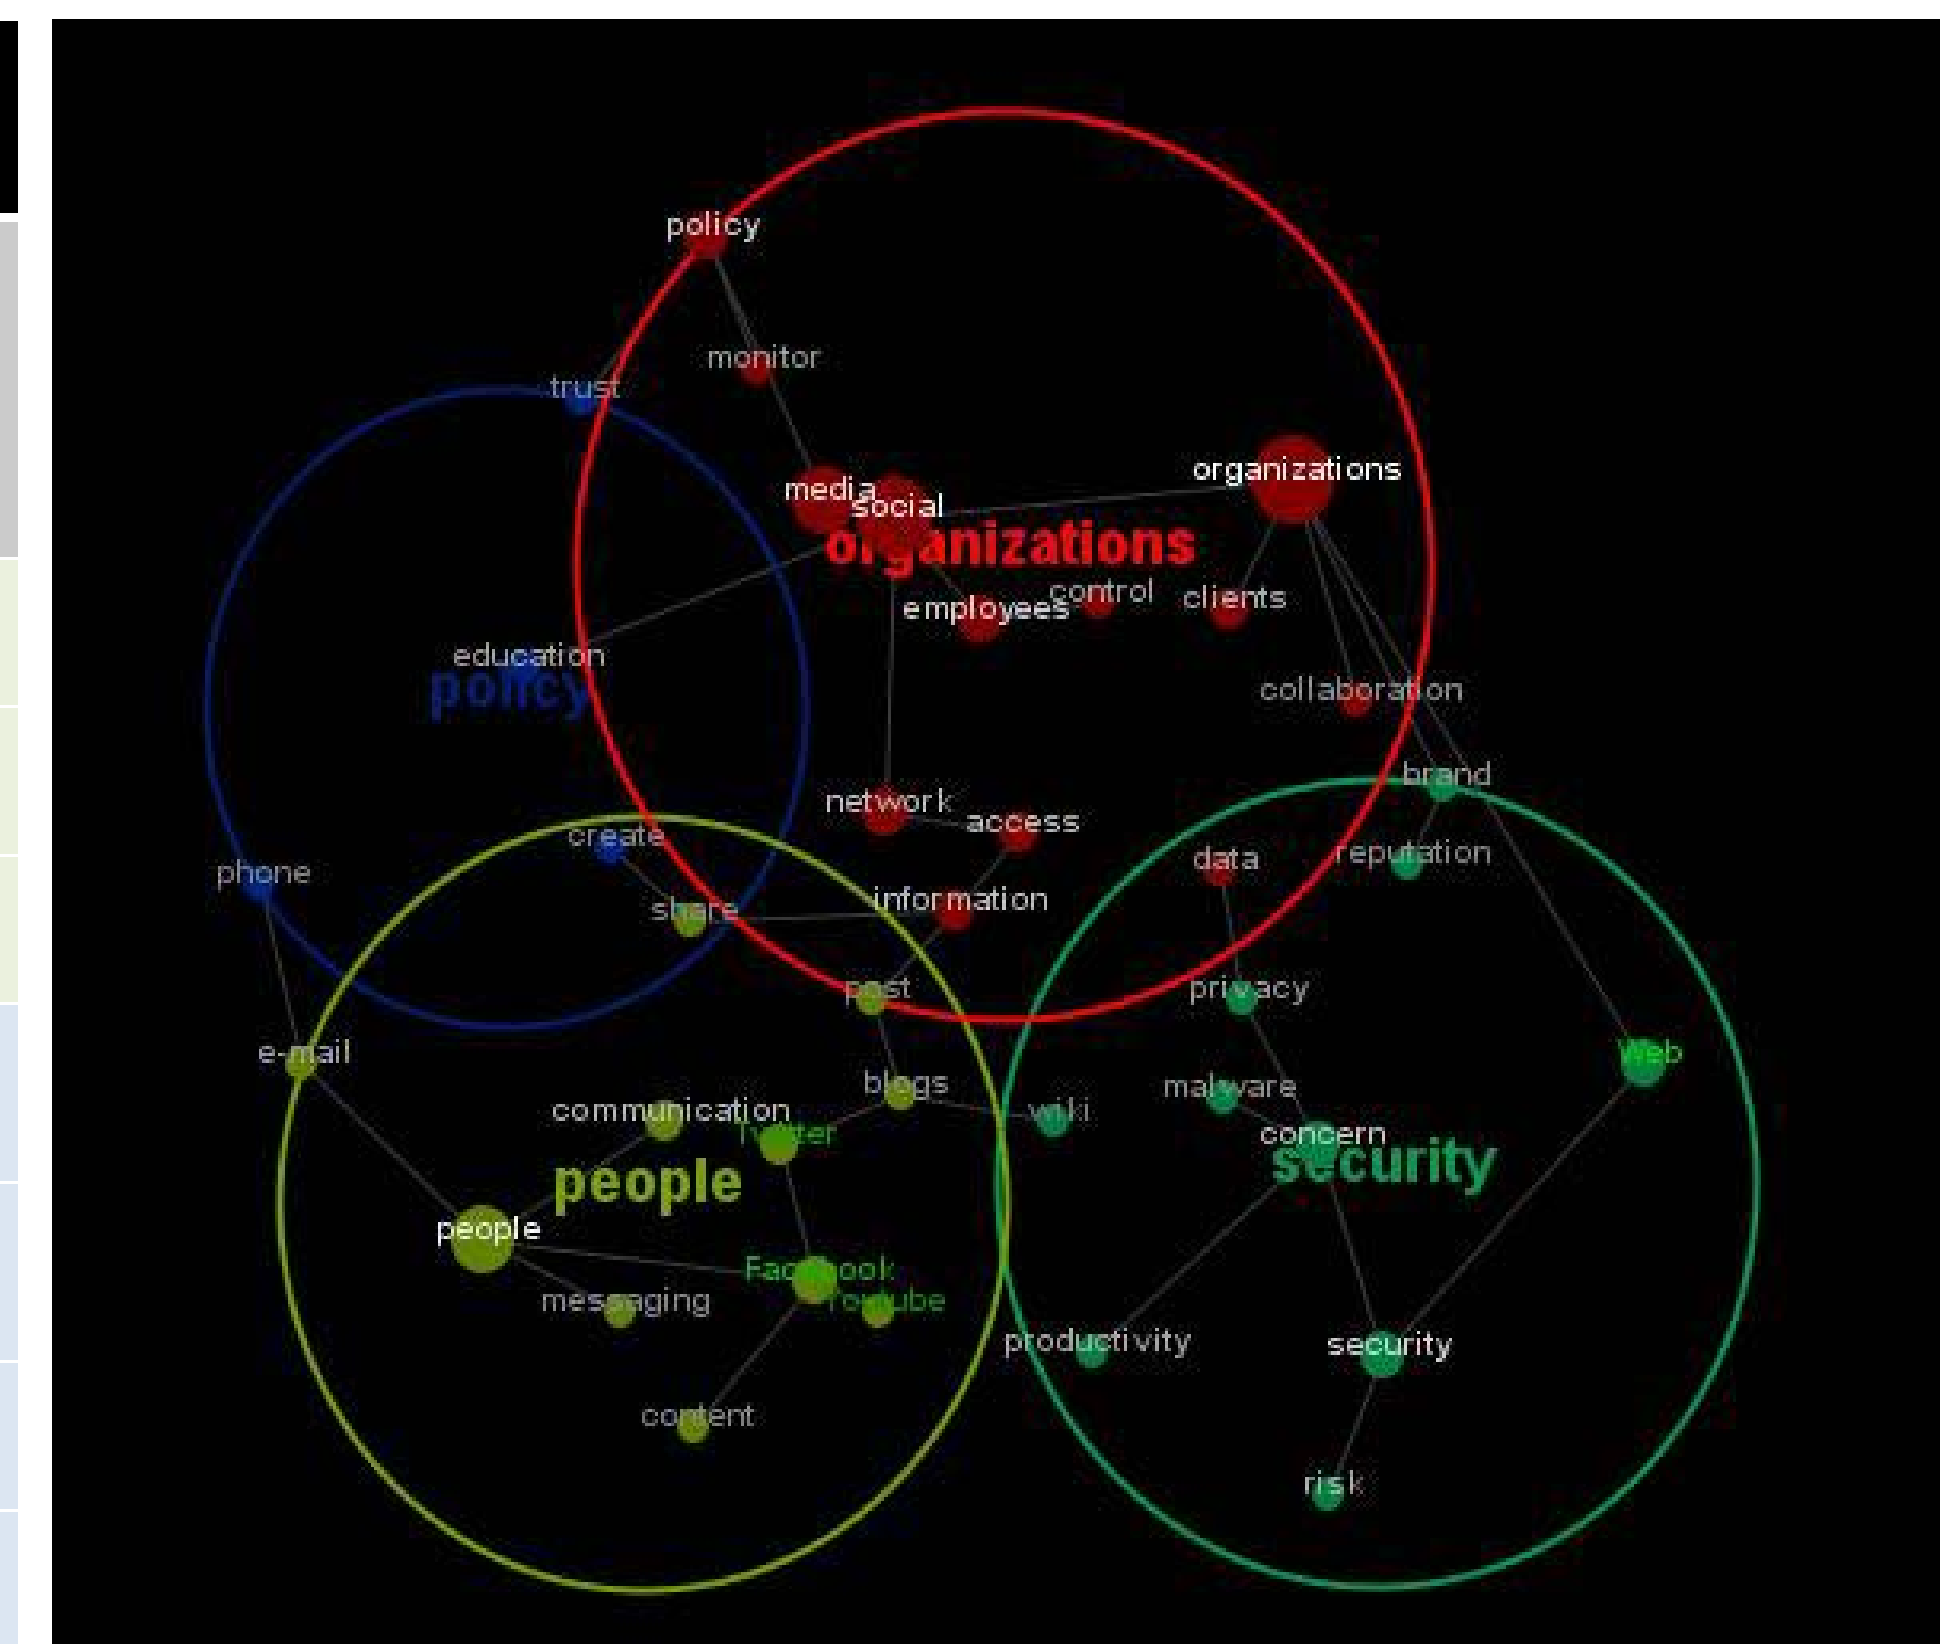 policy
monitor
trust
organizations
media
social
organizations
control
clients
employees
education
policy
collaboration
brand
network
access
create
reputation
data
phone
information
share
post
privacy
e-mail
Web
blogs
malware
communication
wiki
Twitter
concern
security
people
people
Facebook
messaging
Youtube
productivity
security
content
risk